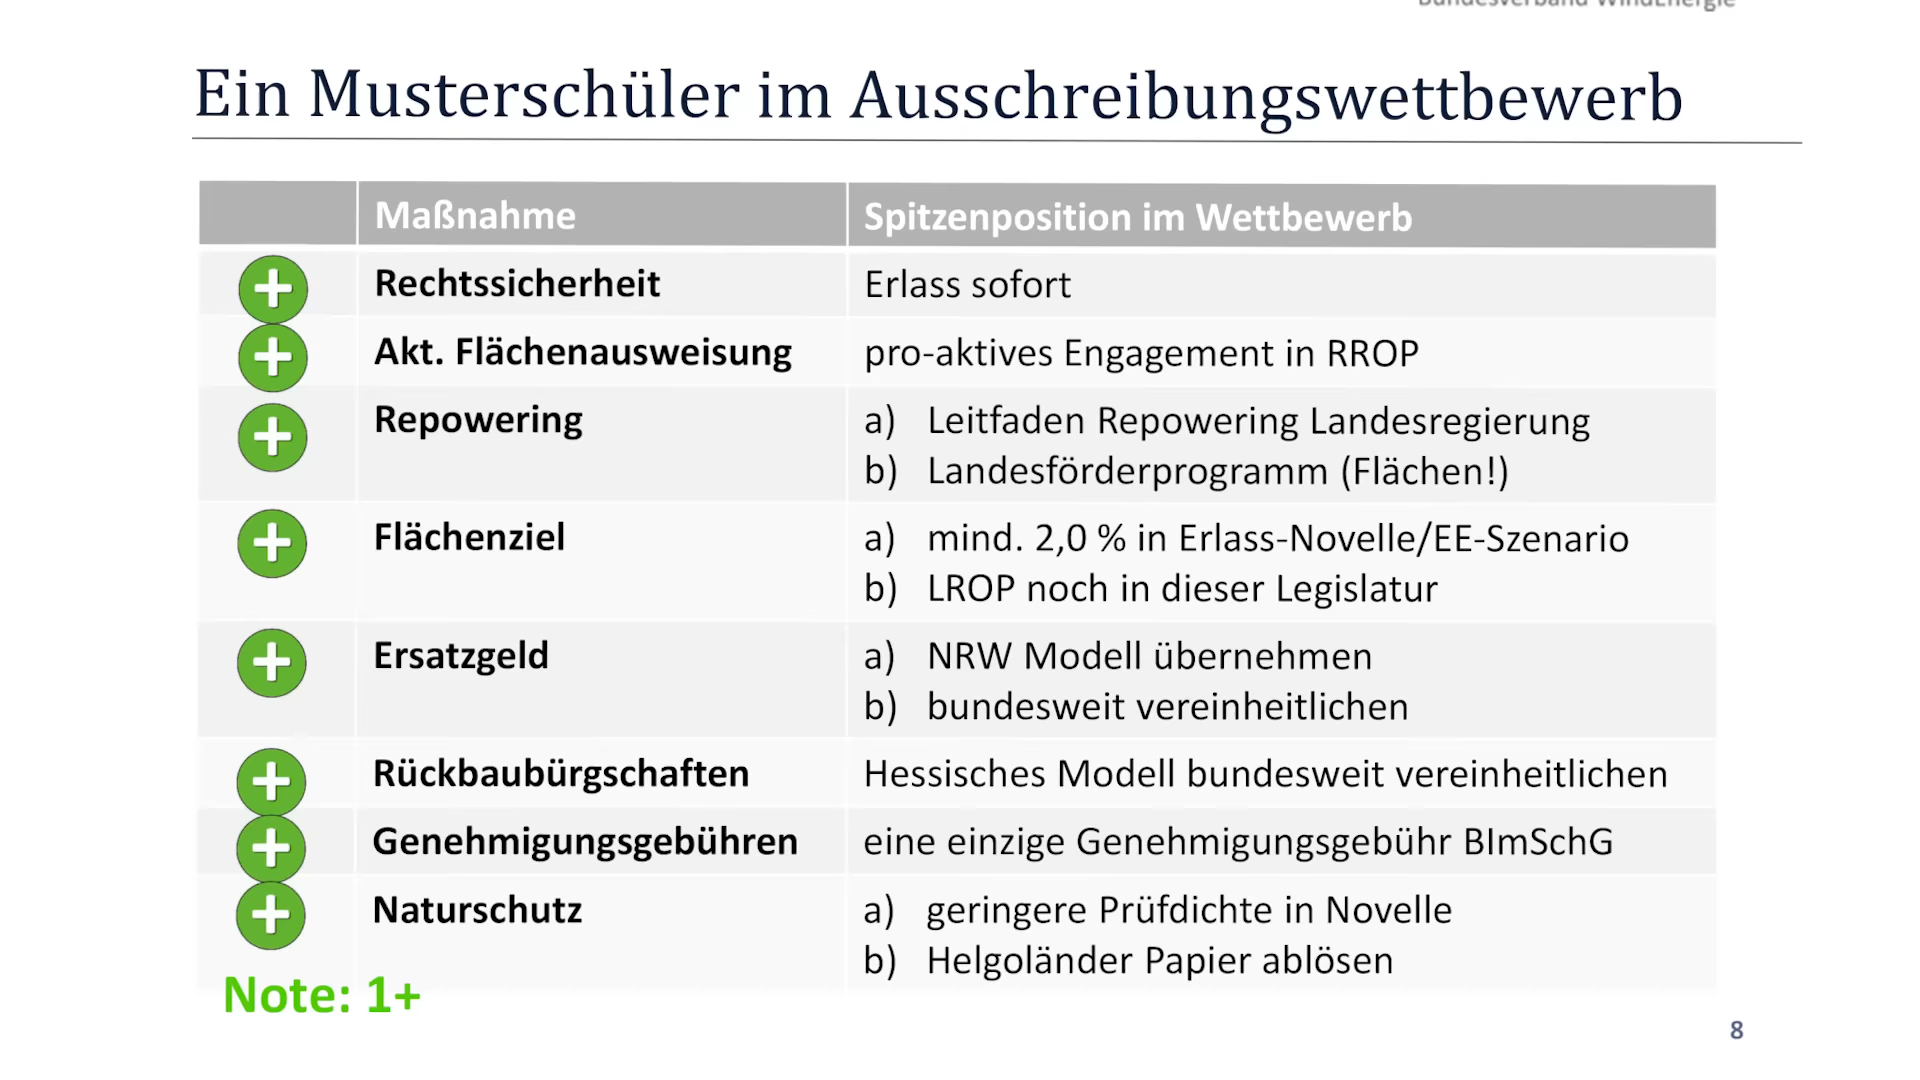 Bundesverband WindEnergie
Ein Musterschüler im Ausschreibungswettbewerb
Maßnahme Spitzenposition im Wettbewerb
Rechtssicherheit Erlass sofort
Akt. Flächenausweisung pro-aktives Engagement in RROP
Repowering a) Leitfaden Repowering Landesregierung
b) Landesförderprogramm (Flächen!)
Flächenziel a) mind. 2,0 % in Erlass-Novelle/EE-Szenario
b) LROP noch in dieser Legislatur
Ersatzgeld a) NRW Modell übernehmen
b) bundesweit vereinheitlichen
Rückbaubürgschaften Hessisches Modell bundesweit vereinheitlichen
Genehmigungsgebühren eine einzige Genehmigungsgebühr BImSchG
Naturschutz a) geringere Prüfdichte in Novelle
b) Helgoländer Papier ablösen
Note: 1+
8